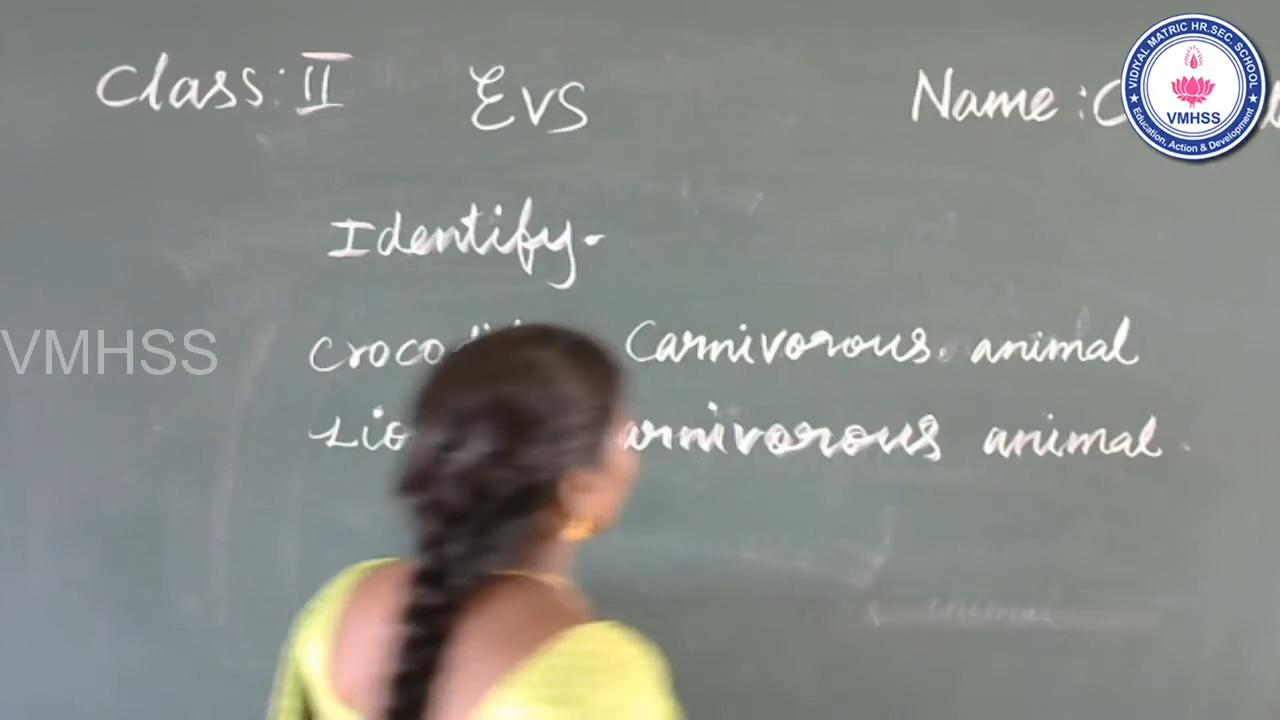 Class: II EVS Name:
VIDIYAL MATRIC HR.SEC. SCHOOL
VMHSS
Education, Action & Development
Identify-
Carnivorous. animal
animal.
VMHSS